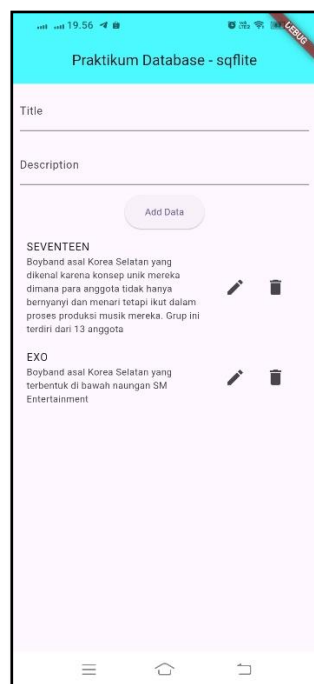 19.56
DEBUG
Praktikum Database - sqflite
Title
Description
Add Data
SEVENTEEN
Boyband asal Korea Selatan yang
dikenal karena konsep unik mereka
dimana para anggota tidak hanya
bernyanyi dan menari tetapi ikut dalam
proses produksi musik mereka. Grup ini
terdiri dari 13 anggota
EXO
Boyband asal Korea Selatan yang
terbentuk di bawah naungan SM
Entertainment